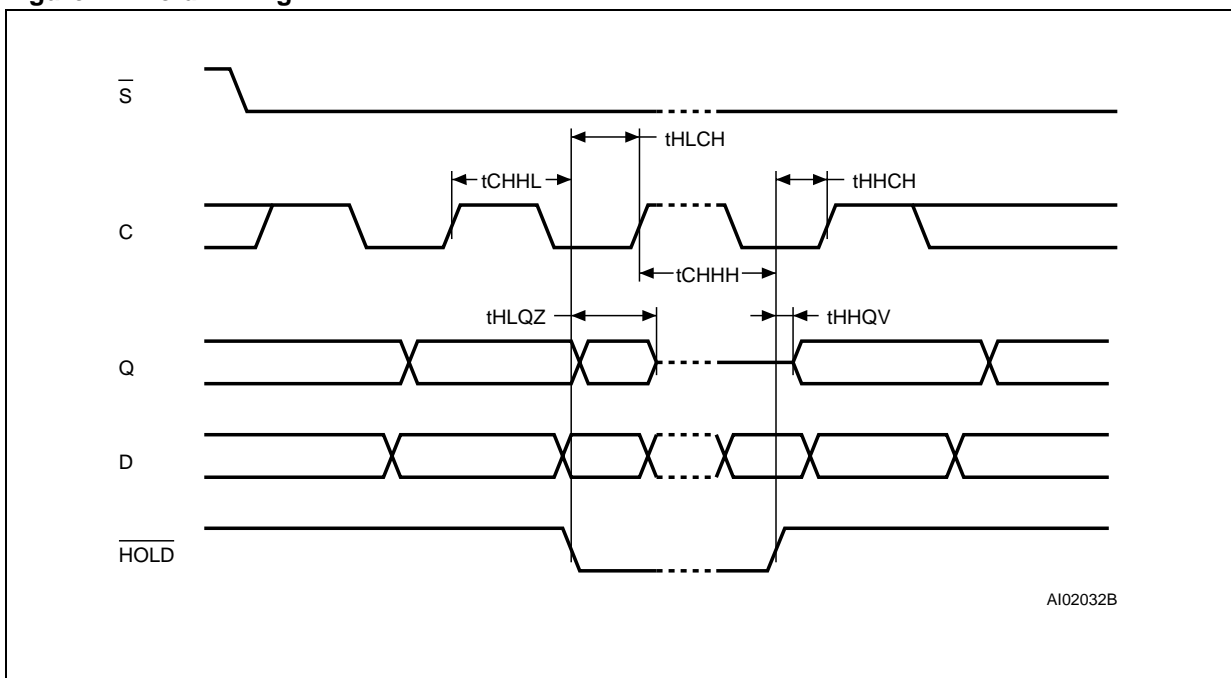 S
tHLCH
tCHHL
tHHCH
C
tCHHH
tHLQZ
tHHQV
Q
D
HOLD
AI02032B